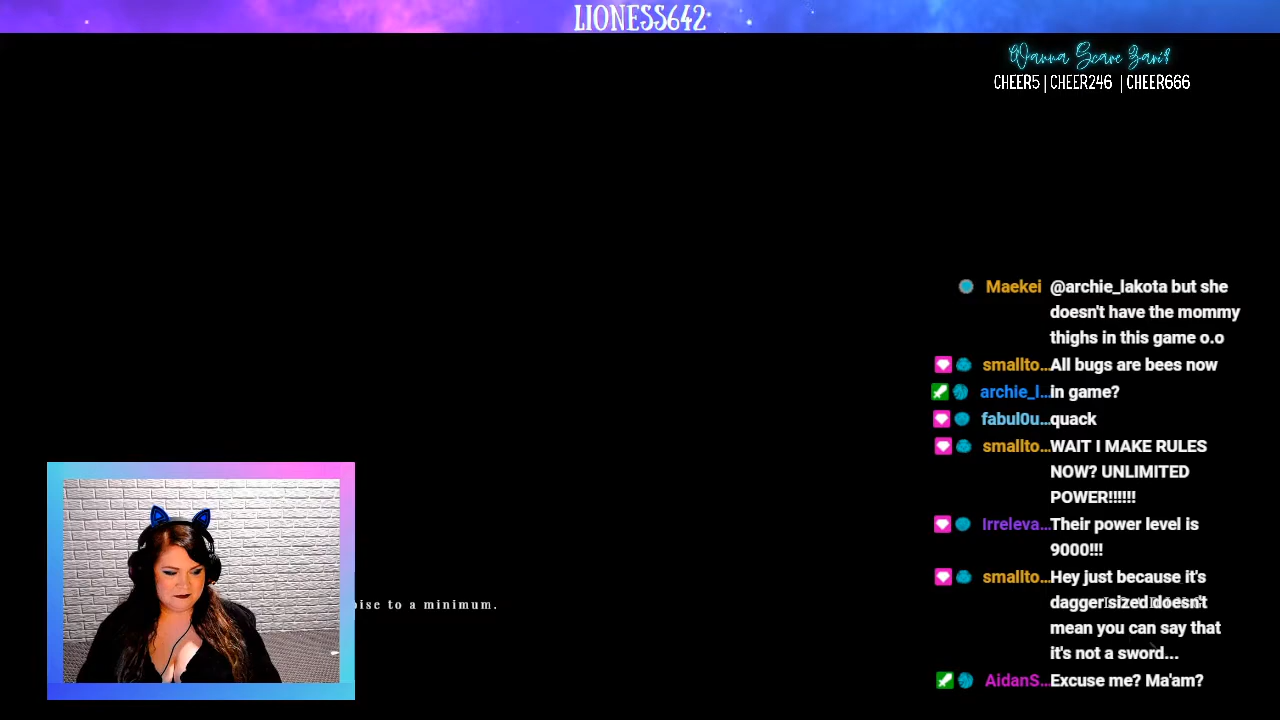 LIONESS642
Wanna Scare Zari?
CHEER5 | CHEER246 | CHEER666
Maekei @archie_lakota but she
doesn't have the mommy
thighs in this game o.o
smallto... All bugs are bees now
archie_l... in game?
fabul0u... quack
smallto... WAIT I MAKE RULES
NOW? UNLIMITED
POWER!!!!!!
Irreleva... Their power level is
9000!!!
smallto... Hey just because it's
dagger sized doesn't
mean you can say that
it's not a sword...
AidanS... Excuse me? Ma'am?
to a minimum.